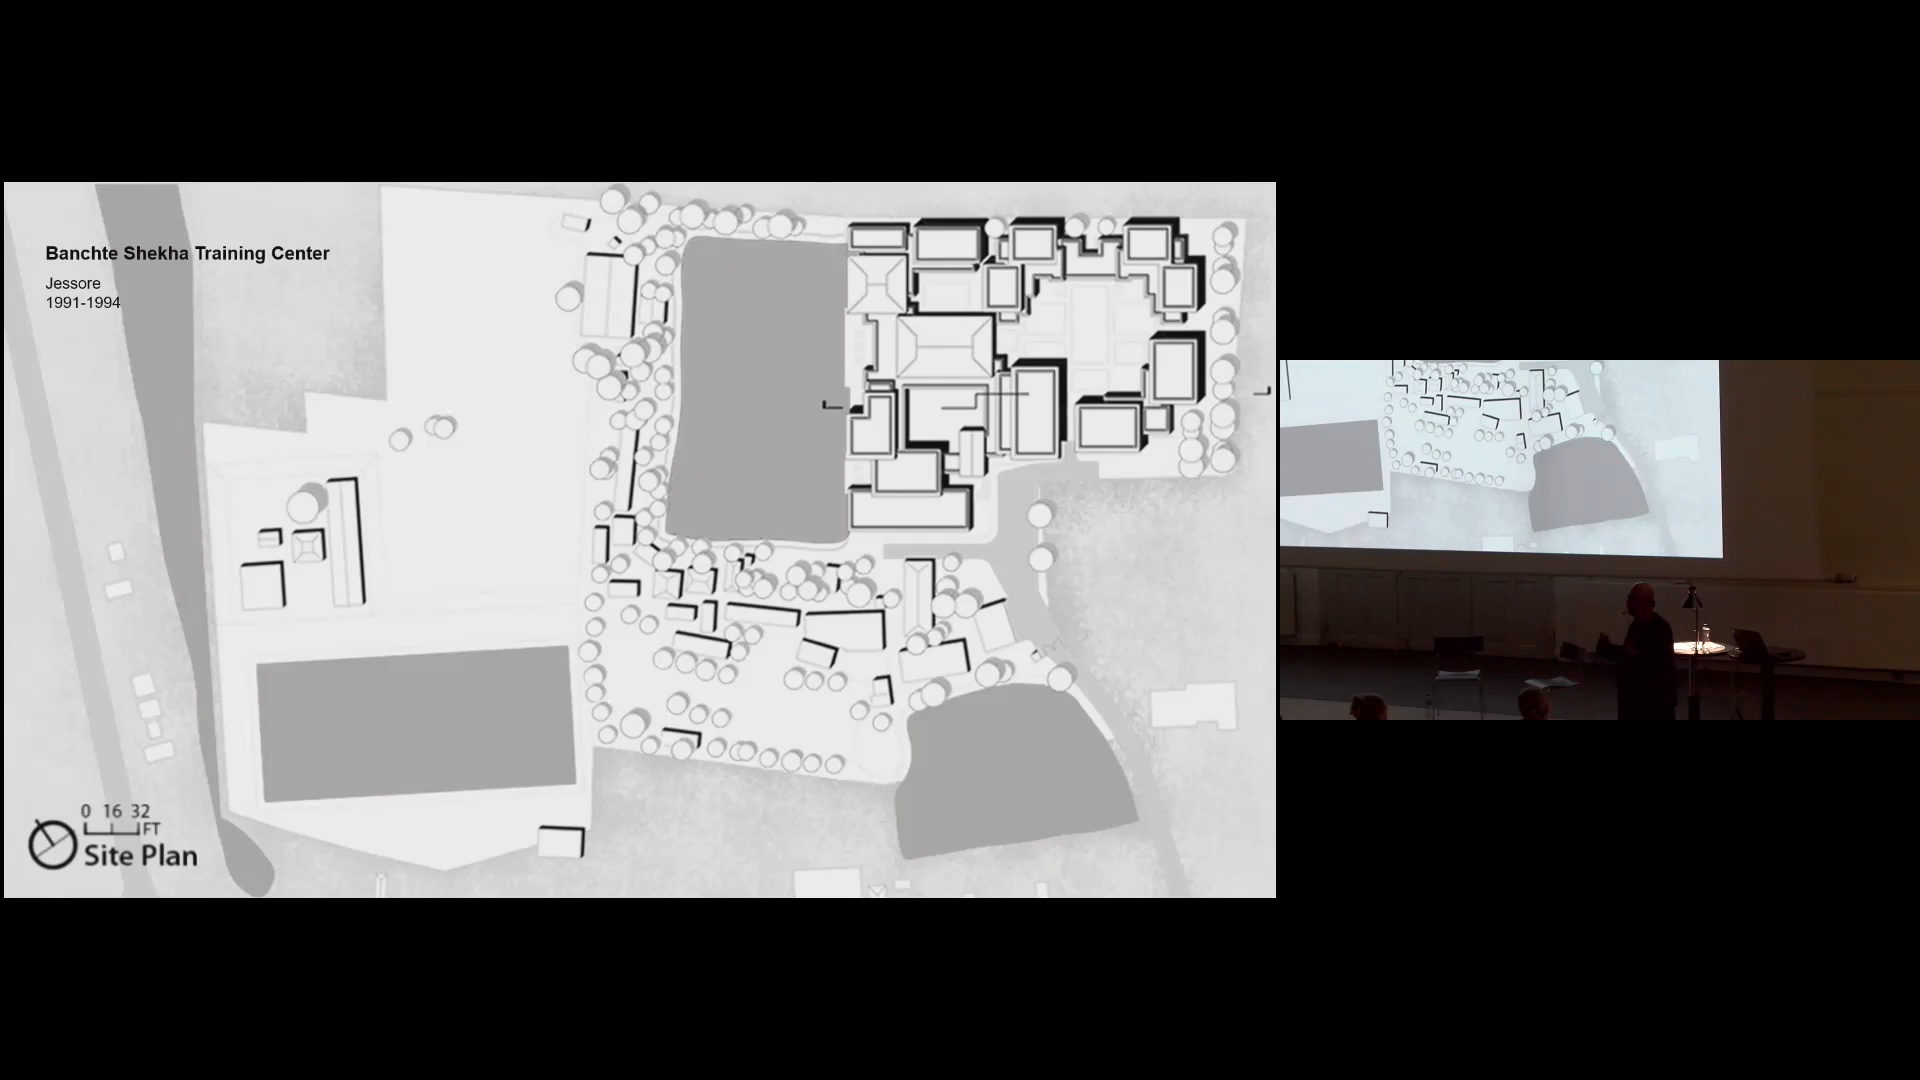 Banchte Shekha Training Center
Jessore
1991-1994
0 16 32
FT
Site Plan